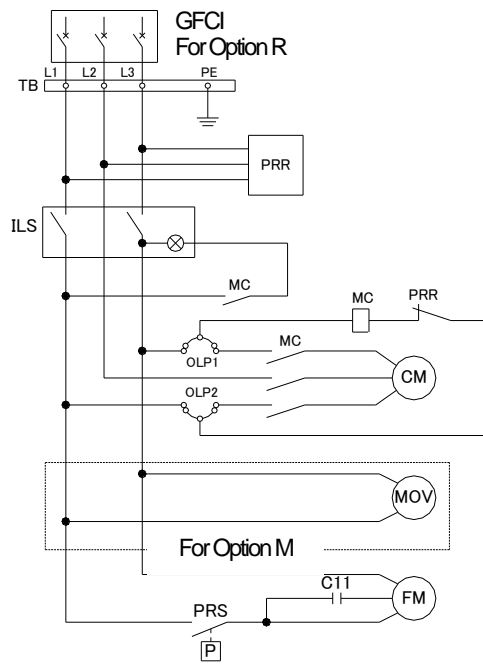 GFCI
For Option R
L1 L2 L3 PE
TB
PRR
ILS
MC
MC PRR
OLP1 MC
CM
OLP2
MOV
For Option M
C11
FM
PRS
P